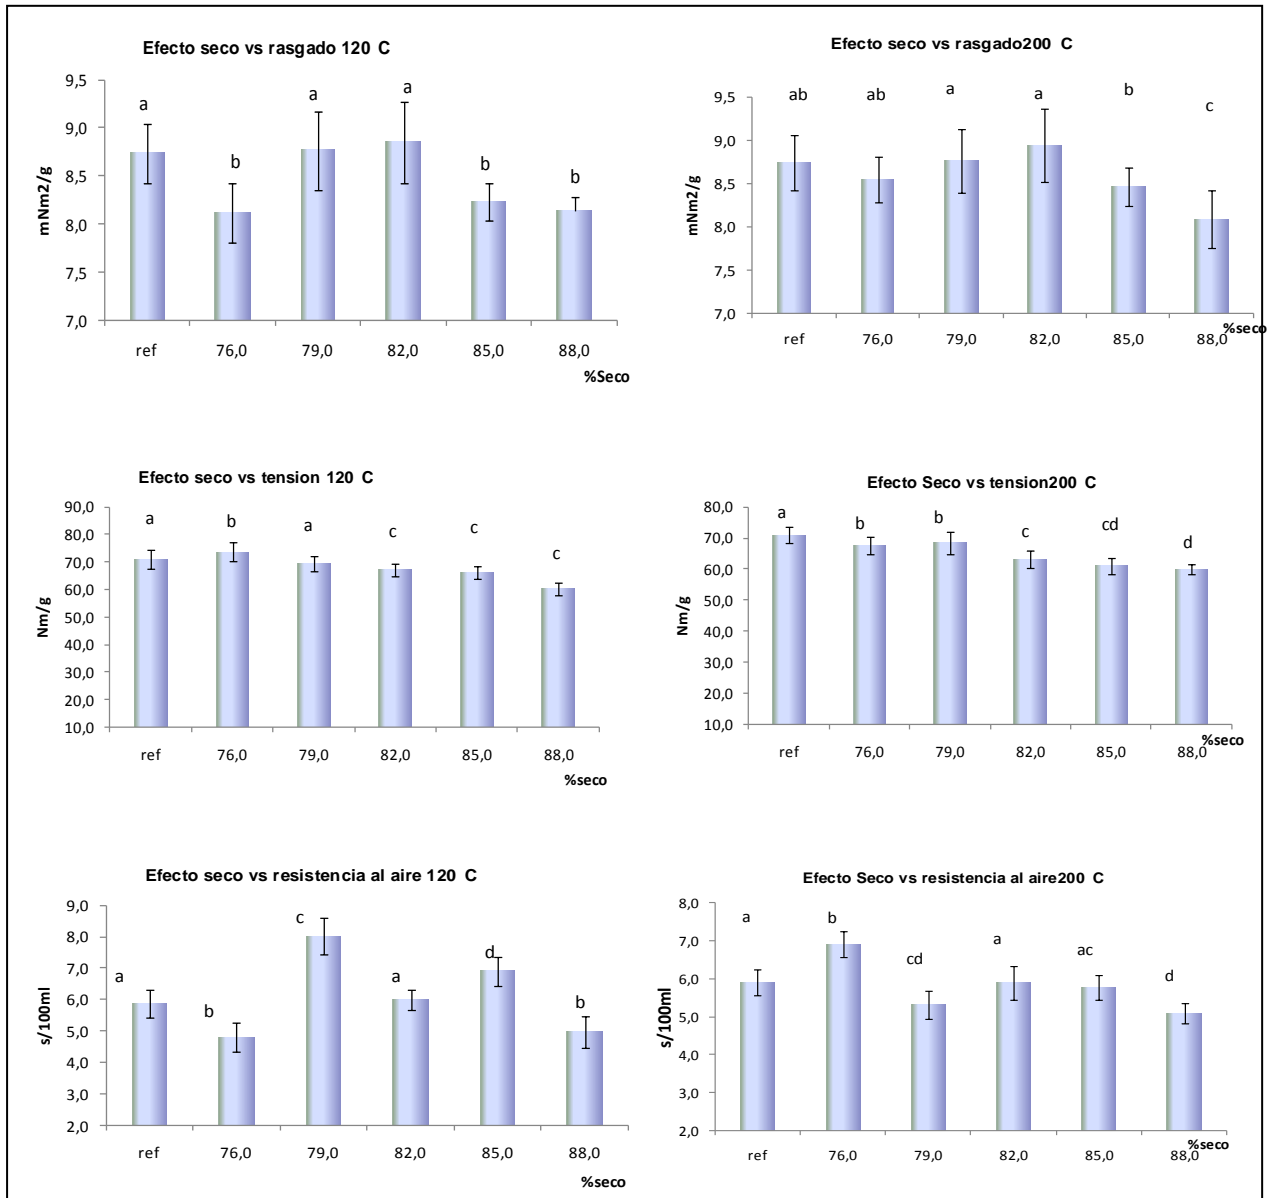 Efecto seco vs rasgado 120 C
9,5
9,0
8,5
8,0
7,5
7,0
mNm2/g
a
b
a
a
b
b
ref 76,0 79,0 82,0 85,0 88,0
%Seco
Efecto seco vs rasgado200 C
9,5
9,0
8,5
8,0
7,5
7,0
mNm2/g
ab
ab
a
a
b
c
ref 76,0 79,0 82,0 85,0 88,0
%seco
Efecto seco vs tension 120 C
90,0
80,0
70,0
60,0
50,0
40,0
30,0
20,0
10,0
Nm/g
a
b
a
c
c
c
ref 76,0 79,0 82,0 85,0 88,0
%seco
Efecto Seco vs tension200 C
80,0
70,0
60,0
50,0
40,0
30,0
20,0
10,0
Nm/g
a
b
b
c
cd
d
ref 76,0 79,0 82,0 85,0 88,0
%seco
Efecto seco vs resistencia al aire 120 C
9,0
8,0
7,0
6,0
5,0
4,0
3,0
2,0
s/100ml
a
b
c
a
d
b
ref 76,0 79,0 82,0 85,0 88,0
%seco
Efecto Seco vs resistencia al aire200 C
8,0
7,0
6,0
5,0
4,0
3,0
2,0
s/100ml
a
b
cd
a
ac
d
ref 76,0 79,0 82,0 85,0 88,0
%seco